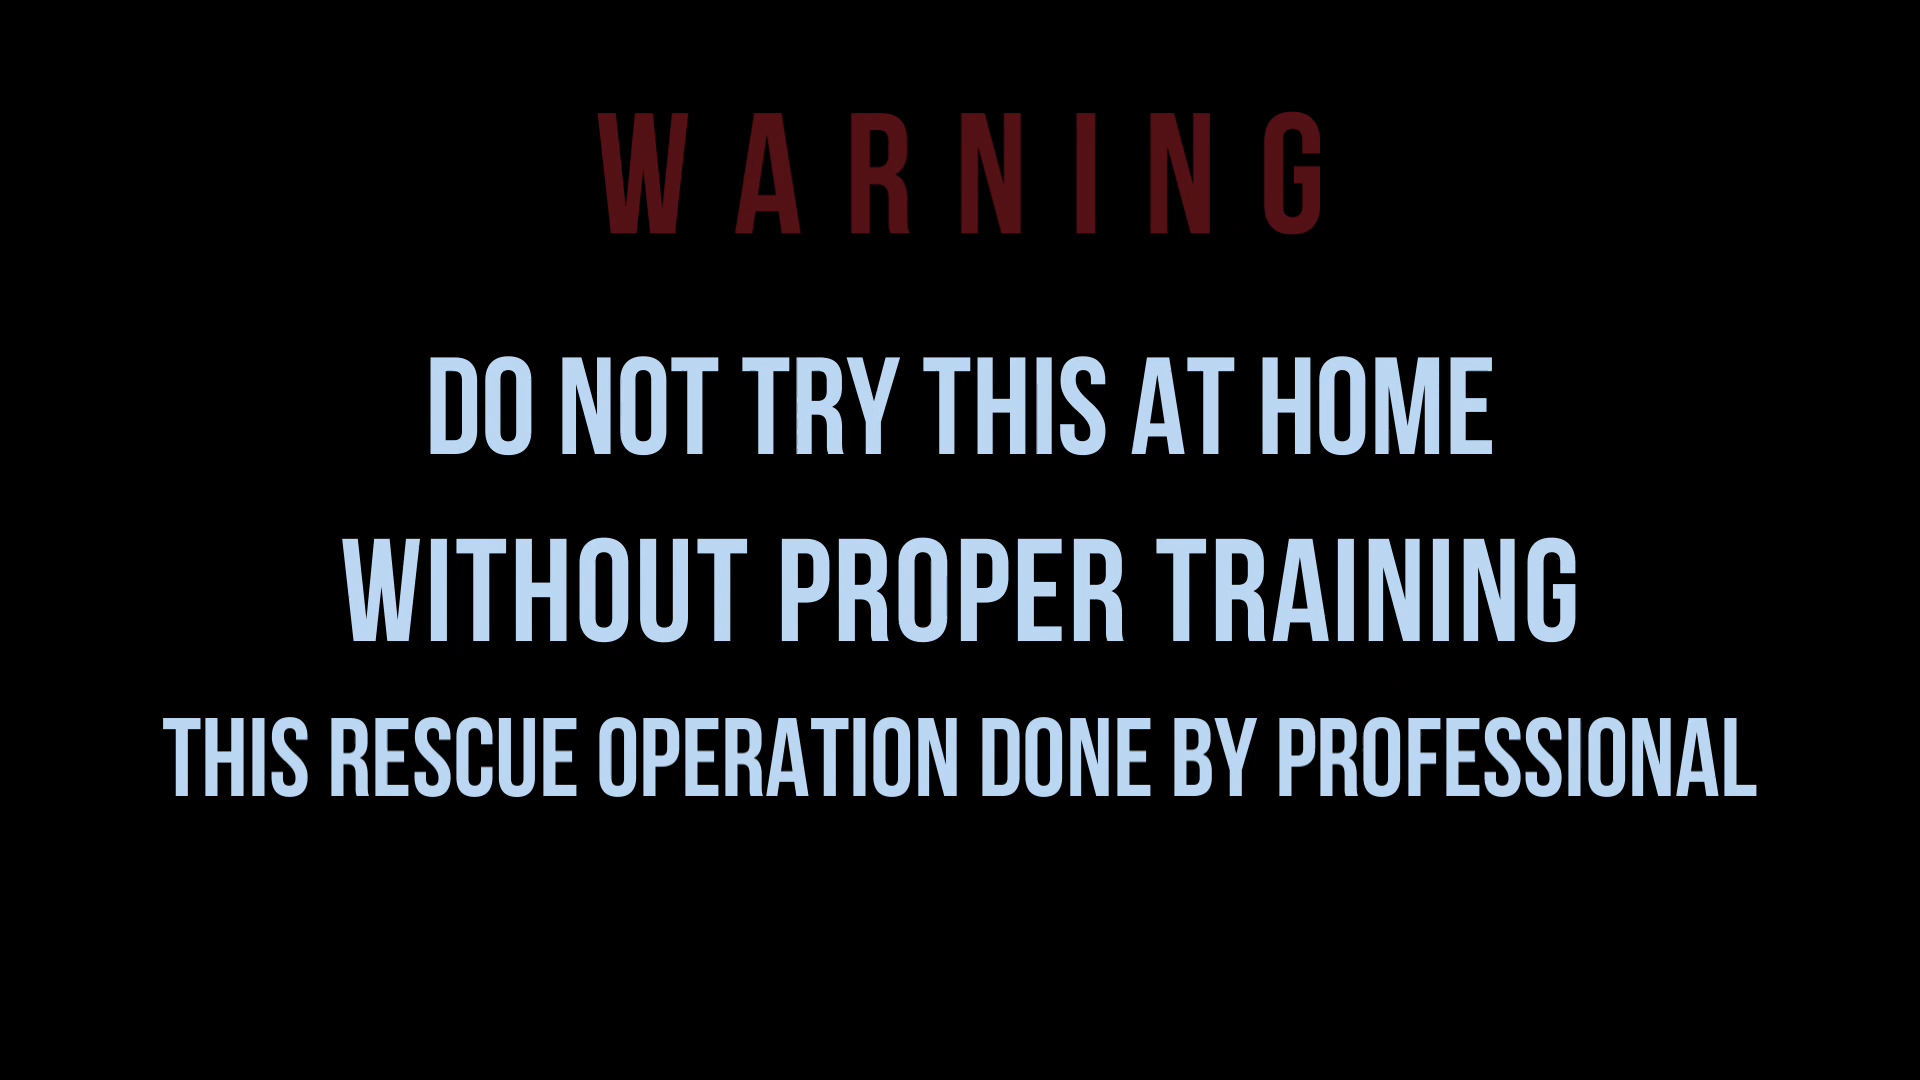 WARNING
DO NOT TRY THIS AT HOME
WITHOUT PROPER TRAINING
THIS RESCUE OPERATION DONE BY PROFESSIONAL